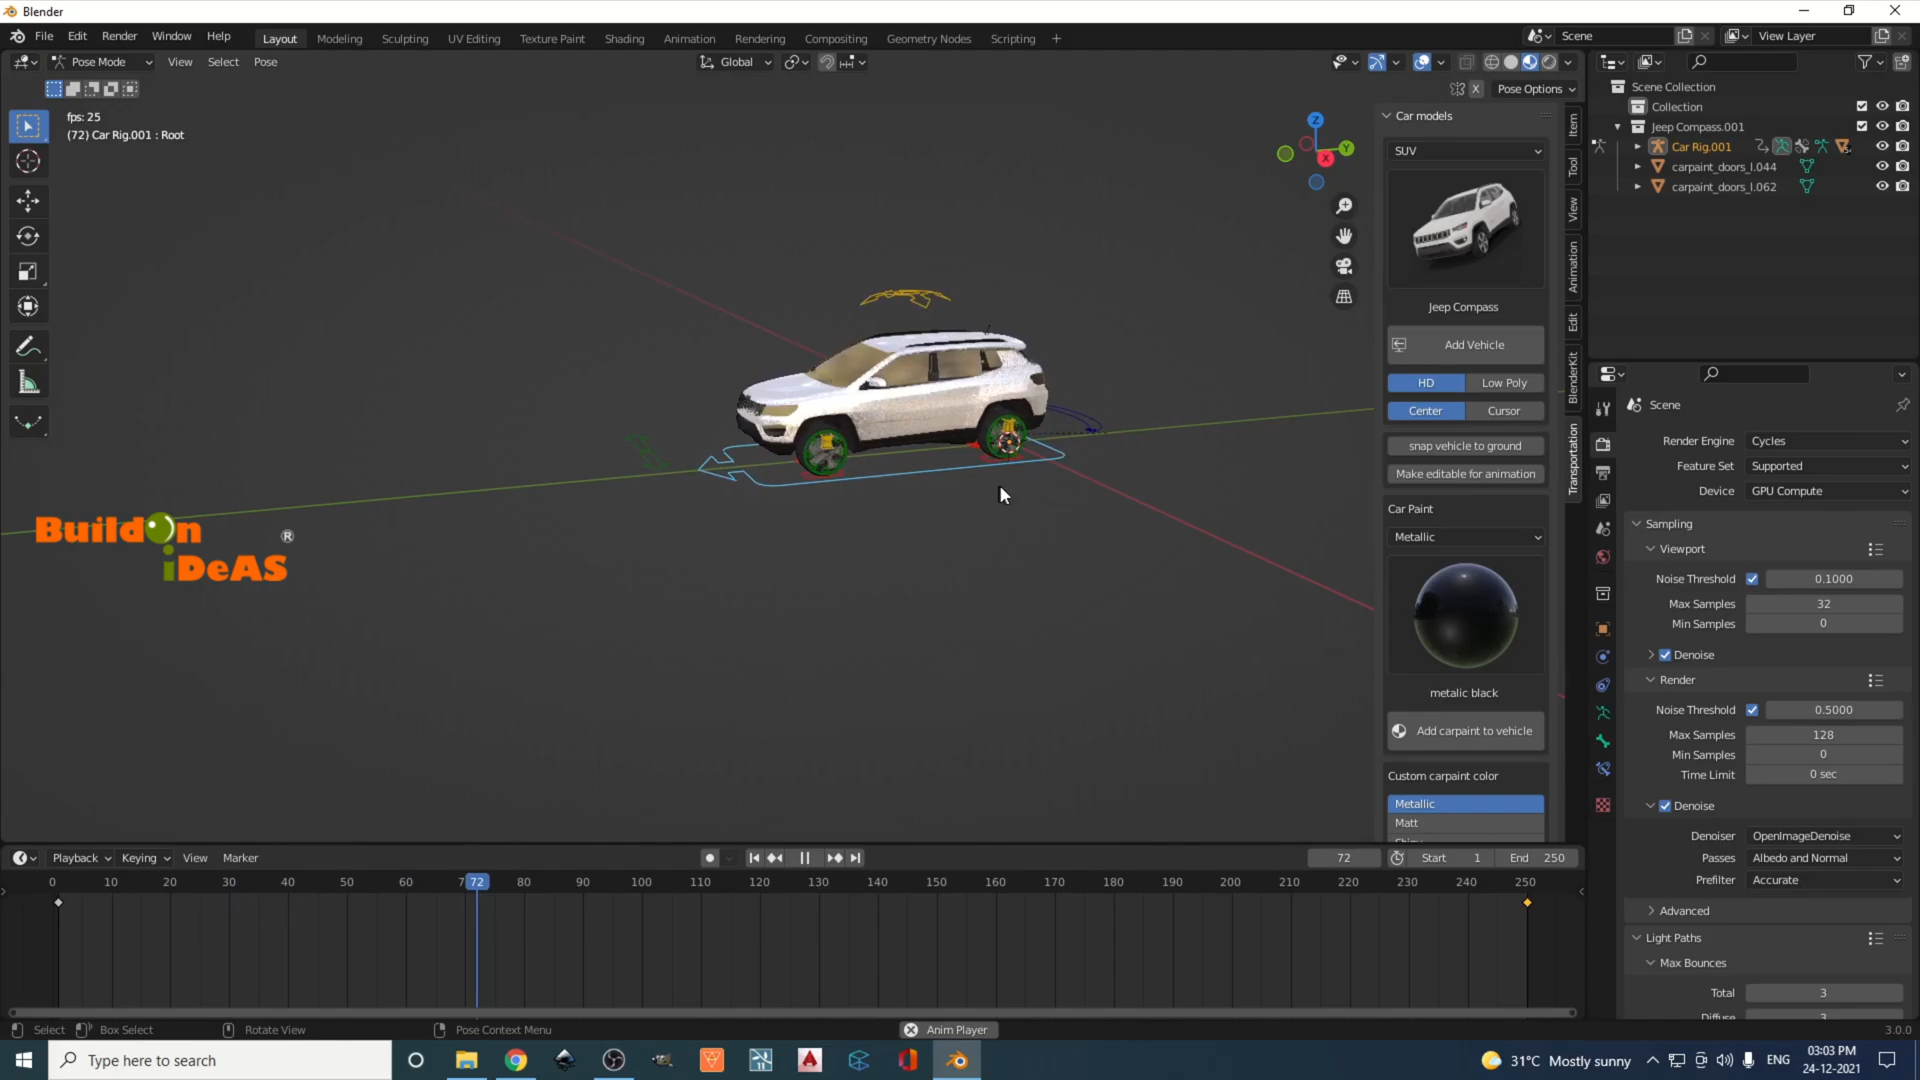 Blender
File Edit Render Window Help
Layout Modeling Sculpting UV Editing Texture Paint Shading Animation Rendering Compositing Geometry Nodes Scripting +
Scene
View Layer
Pose Mode View Select Pose
Global
X Pose Options
fps: 25
(72) Car Rig.001 : Root
Z
Y
X
BuildOn
iDeAS ®
Item
Tool
View
Animation
Edit
BlenderKit
Transportation
Car models
SUV
Jeep Compass
Add Vehicle
HD Low Poly
Center Cursor
snap vehicle to ground
Make editable for animation
Car Paint
Metallic
metalic black
Add carpaint to vehicle
Custom carpaint color
Metallic
Matt
Scene Collection
Collection
Jeep Compass.001
Car Rig.001
carpaint_doors_l.044
carpaint_doors_l.062
Scene
Render Engine Cycles
Feature Set Supported
Device GPU Compute
Sampling
Viewport
Noise Threshold 0.1000
Max Samples 32
Min Samples 0
Denoise
Render
Noise Threshold 0.5000
Max Samples 128
Min Samples 0
Time Limit 0 sec
Denoise
Denoiser OpenImageDenoise
Passes Albedo and Normal
Prefilter Accurate
Advanced
Light Paths
Max Bounces
Total 3
Diffuse 3
Playback Keying View Marker
72 Start 1 End 250
0 10 20 30 40 50 60 7 72 80 90 100 110 120 130 140 150 160 170 180 190 200 210 220 230 240 250
Select Box Select Rotate View Pose Context Menu Anim Player 3.0.0
Type here to search
31°C Mostly sunny ENG
03:03 PM
24-12-2021